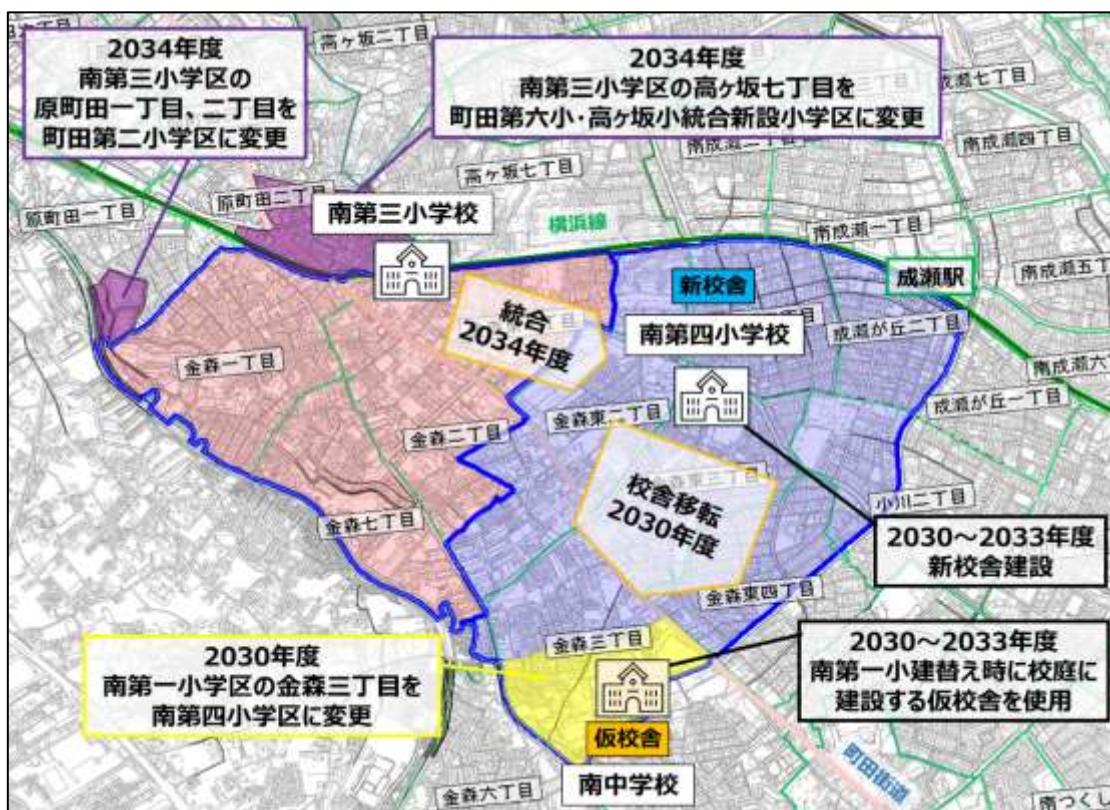 2034年度
南第三小学区の
原町田一丁目、二丁目を
町田第二小学区に変更
高ヶ坂二丁目
2034年度
南第三小学区の高ヶ坂七丁目を
町田第六小・高ヶ坂小統合新設小学区に変更
成瀬七丁目
南成瀬四丁目
原町田一丁目
原町田二丁目
高ヶ坂七丁目
南第三小学校
横浜線
南成瀬一丁目
南成瀬五丁目
成瀬駅
新校舎
南第四小学校
統合
2034年度
成瀬が丘二丁目
南成瀬六
金森一丁目
金森二丁目
金森東二丁目
成瀬が丘一丁目
校舎移転
2030年度
小川二丁目
金森七丁目
2030～2033年度
新校舎建設
金森東四丁目
金森三丁目
2030年度
南第一小学区の金森三丁目を
南第四小学区に変更
2030～2033年度
南第一小建替え時に校庭に
建設する仮校舎を使用
仮校舎
南中学校
町田街道
金森六丁目
南つくし